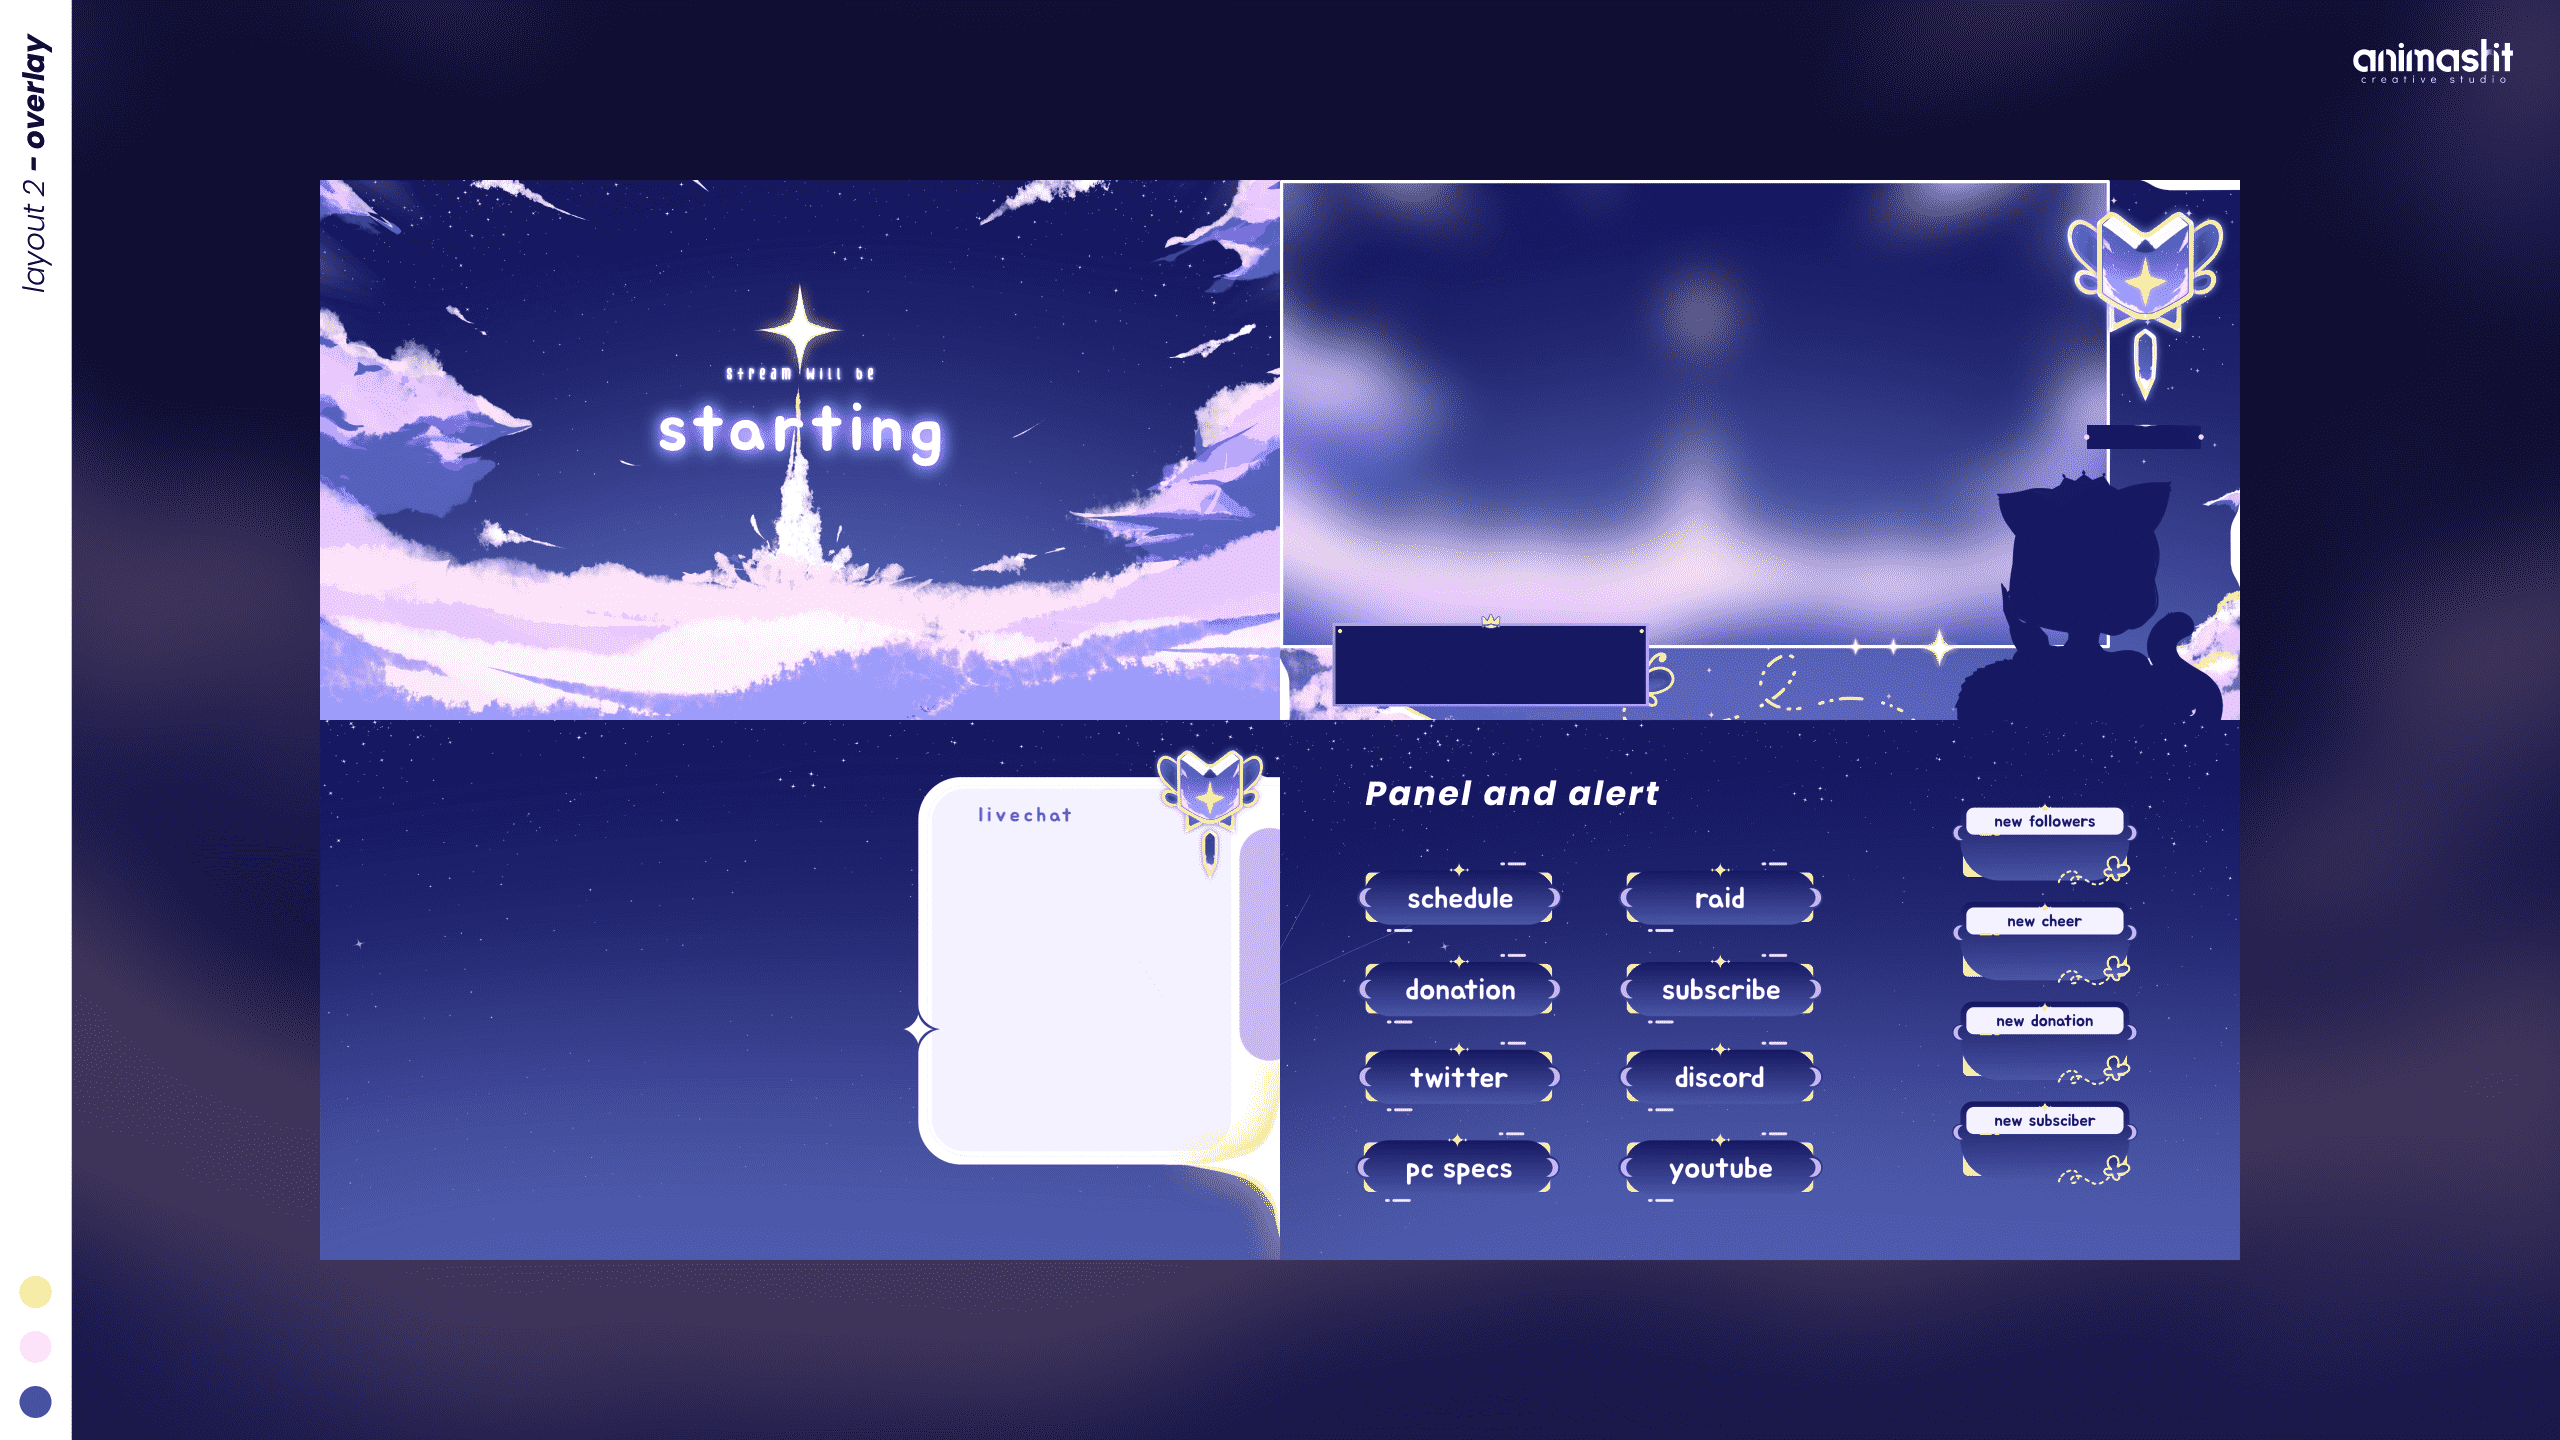 layout 2 - overlay
animashit
creative studio
stream will be
starting
livechat
Panel and alert
schedule
raid
donation
subscribe
twitter
discord
pc specs
youtube
new followers
new cheer
new donation
new subsciber